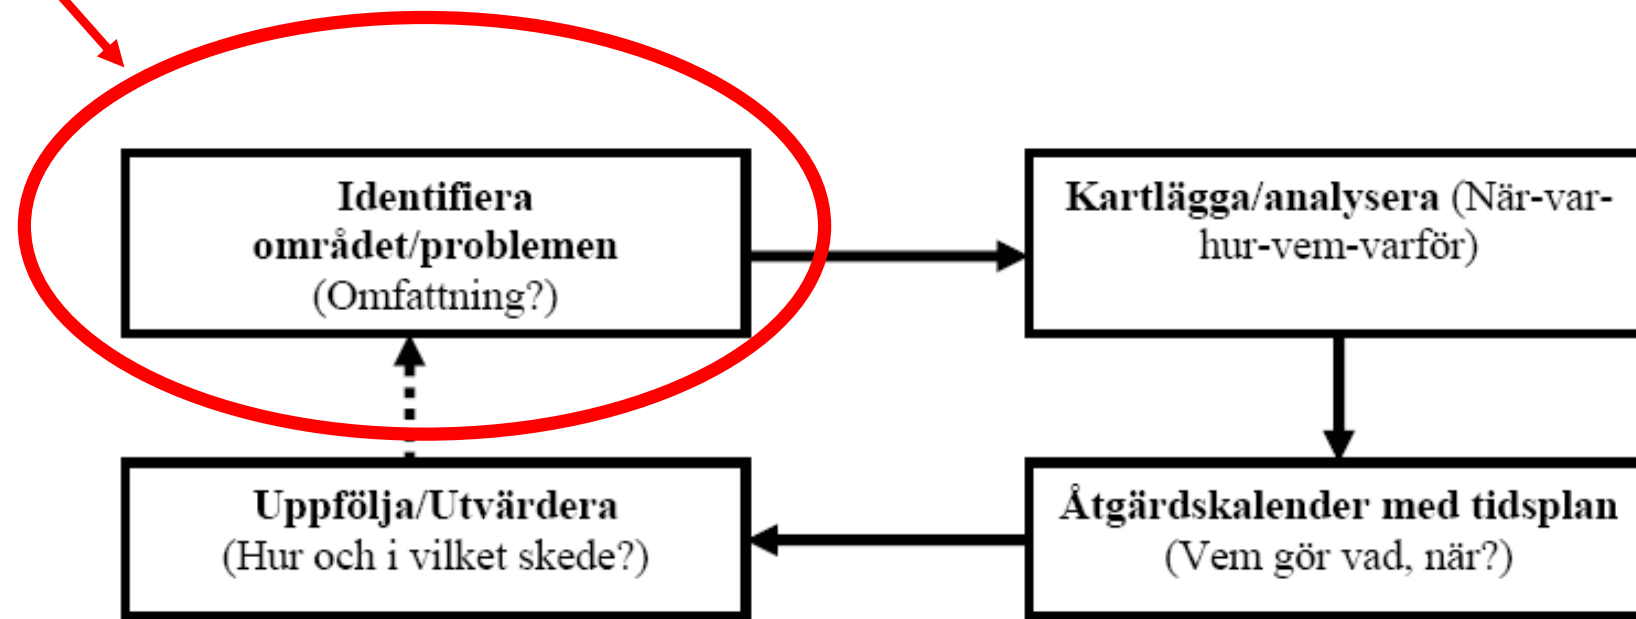 Identifiera
området/problemen
(Omfattning?)
Kartlägga/analysera (När-var-
hur-vem-varför)
Uppfölja/Utvärdera
(Hur och i vilket skede?)
Åtgärdskalender med tidsplan
(Vem gör vad, när?)